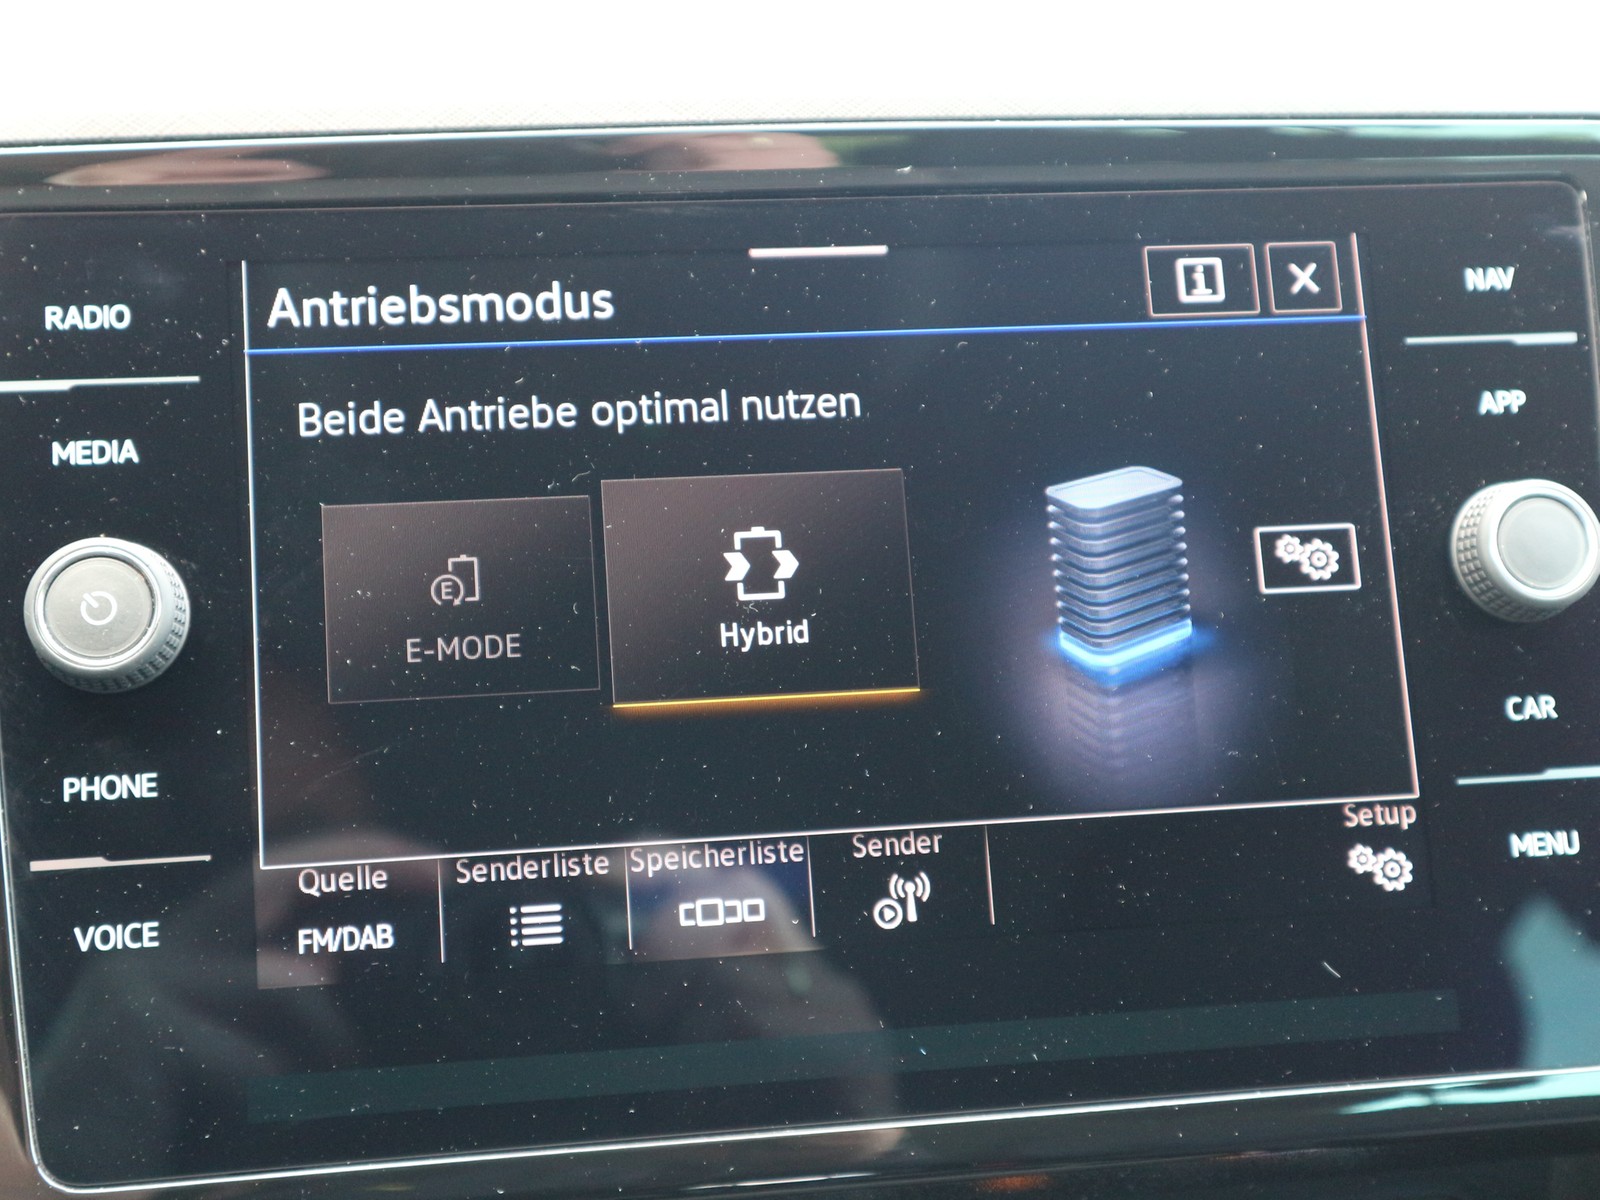 Antriebsmodus
i
X
Beide Antriebe optimal nutzen
E
E-MODE
Hybrid
RADIO
MEDIA
PHONE
VOICE
NAV
APP
CAR
MENU
Quelle
FM/DAB
Senderliste
Speicherliste
Sender
Setup